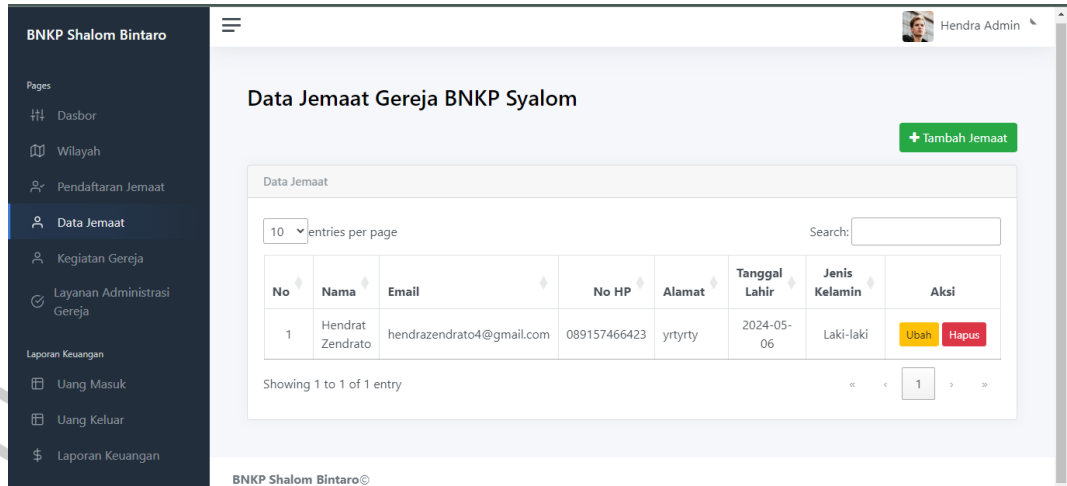 BNKP Shalom Bintaro
Hendra Admin
Pages
Dasbor
Wilayah
Pendaftaran Jemaat
Data Jemaat
Kegiatan Gereja
Layanan Administrasi
Gereja
Laporan Keuangan
Uang Masuk
Uang Keluar
Laporan Keuangan
Data Jemaat Gereja BNKP Syalom
+ Tambah Jemaat
Data Jemaat
10 entries per page Search:
No Nama Email No HP Alamat Tanggal Lahir Jenis Kelamin Aksi
1 Hendrat Zendrato hendrazendrato4@gmail.com 089157466423 yrtyrty 2024-05-06 Laki-laki Ubah Hapus
Showing 1 to 1 of 1 entry « ‹ 1 › »
BNKP Shalom Bintaro©